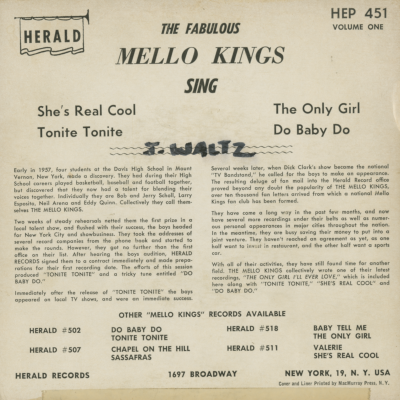 HERALD
THE FABULOUS
MELLO KINGS
SING
HEP 451
VOLUME ONE
She's Real Cool
Tonite Tonite
The Only Girl
Do Baby Do
J. WALTZ
Early in 1957, four students at the Davis High School in Mount
Vernon, New York, made a discovery. They had during their High
School careers played basketball, baseball and football together,
but discovered that they now had a talent for blending their
voices together. Individually they are Bob and Jerry Scholl, Larry
Esposito, Neil Arena and Eddy Quinn. Collectively they call them-
selves THE MELLO KINGS.
Two weeks of steady rehearsals netted them the first prize in a
local talent show, and flushed with their success, they headed
for New York City and showbusiness. They took the addresses of
several record companies from the phone book and started to
make the rounds. However, they got no further than the first
office on their list. After hearing the boys audition, HERALD
RECORDS signed them to a contract immediately and made prepa-
rations for their first recording date. The efforts of this session
produced "TONITE TONITE" and a tricky tune entitled "DO
BABY DO."
Immediately after the release of "TONITE TONITE" the boys
appeared on local TV shows, and were an immediate success.
Several weeks later, when Dick Clark's show became the national
"TV Bandstand," he called for the boys to make an appearance.
The resulting deluge of fan mail into the Herald Record office
proved beyond any doubt the popularity of THE MELLO KINGS,
over ten thousand fan letters arrived from which a national Mello
Kings fan club has been formed.
They have come a long way in the past few months, and now
have several more recordings under their belts as well as numer-
ous personal appearances in major cities throughout the nation.
In the meantime, they are busy saving their money to put into a
joint venture. They haven't reached an agreement as yet, as one
half want to invest in restaurant, and the other half want a sports
car.
With all of their activities, they have still found time for another
field. THE MELLO KINGS collectively wrote one of their latest
recordings, "THE ONLY GIRL I'LL EVER LOVE," which is included
here along with "TONITE TONITE", "SHE'S REAL COOL" and
"DO BABY DO."
OTHER "MELLO KINGS" RECORDS AVAILABLE
HERALD #502 DO BABY DO
TONITE TONITE
HERALD #518 BABY TELL ME
THE ONLY GIRL
HERALD #507 CHAPEL ON THE HILL
SASSAFRAS
HERALD #511 VALERIE
SHE'S REAL COOL
HERALD RECORDS 1697 BROADWAY NEW YORK, 19, N. Y. USA
Cover and Liner Printed by MacMurray Press, N. Y.